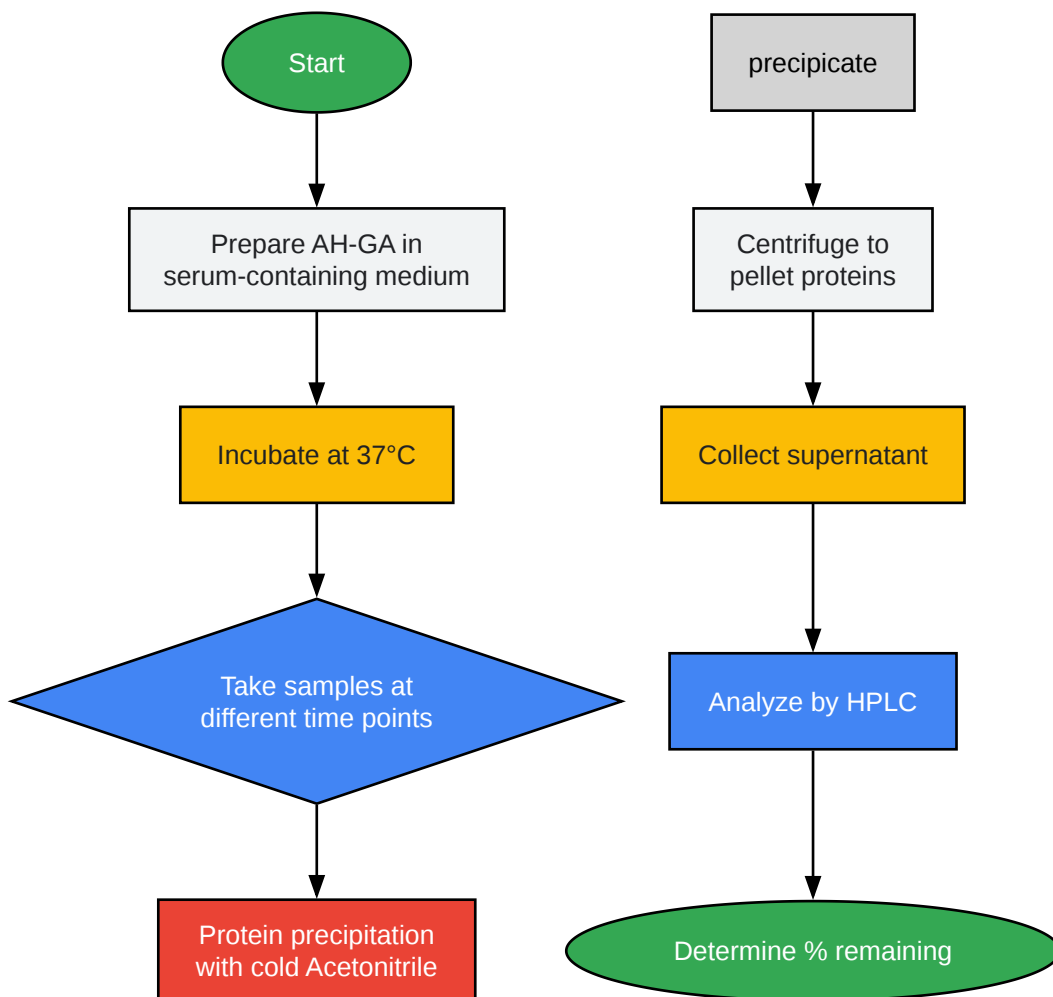 Start
Prepare AH-GA in
serum-containing medium
Incubate at 37°C
Take samples at
different time points
Protein precipitation
with cold Acetonitrile
precipicate
Centrifuge to
pellet proteins
Collect supernatant
Analyze by HPLC
Determine % remaining